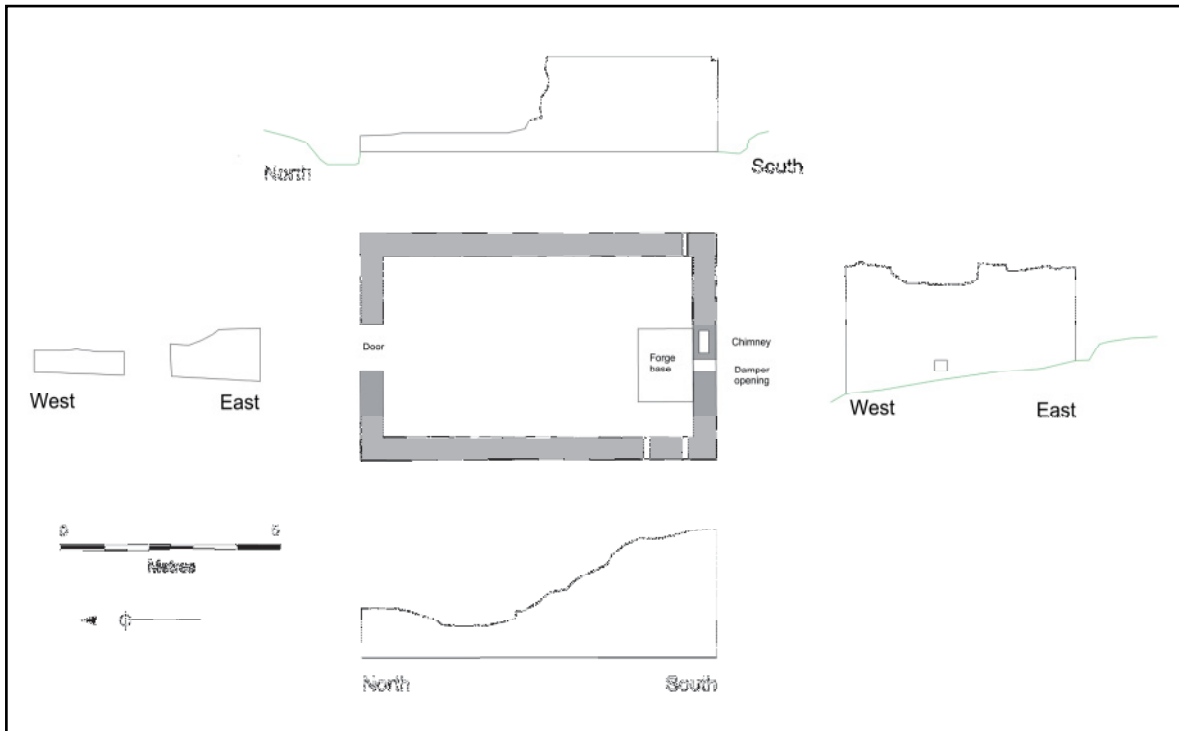 North
South
Door
Forge
base
Chimney
Damper
opening
West
East
West
East
0
5
Metres
North
South